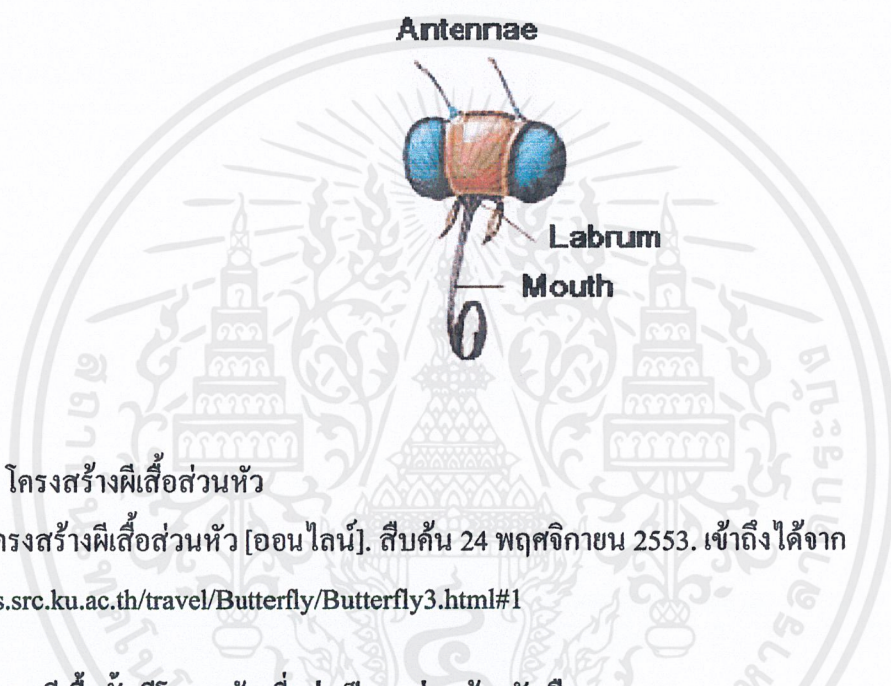 Antennae
Labrum
Mouth
โครงสร้างผีเสื้อส่วนหัว
โครงสร้างผีเสื้อส่วนหัว [ออนไลน์]. สืบค้น 24 พฤศจิกายน 2553. เข้าถึงได้จาก
s.src.ku.ac.th/travel/Butterfly/Butterfly3.html#1